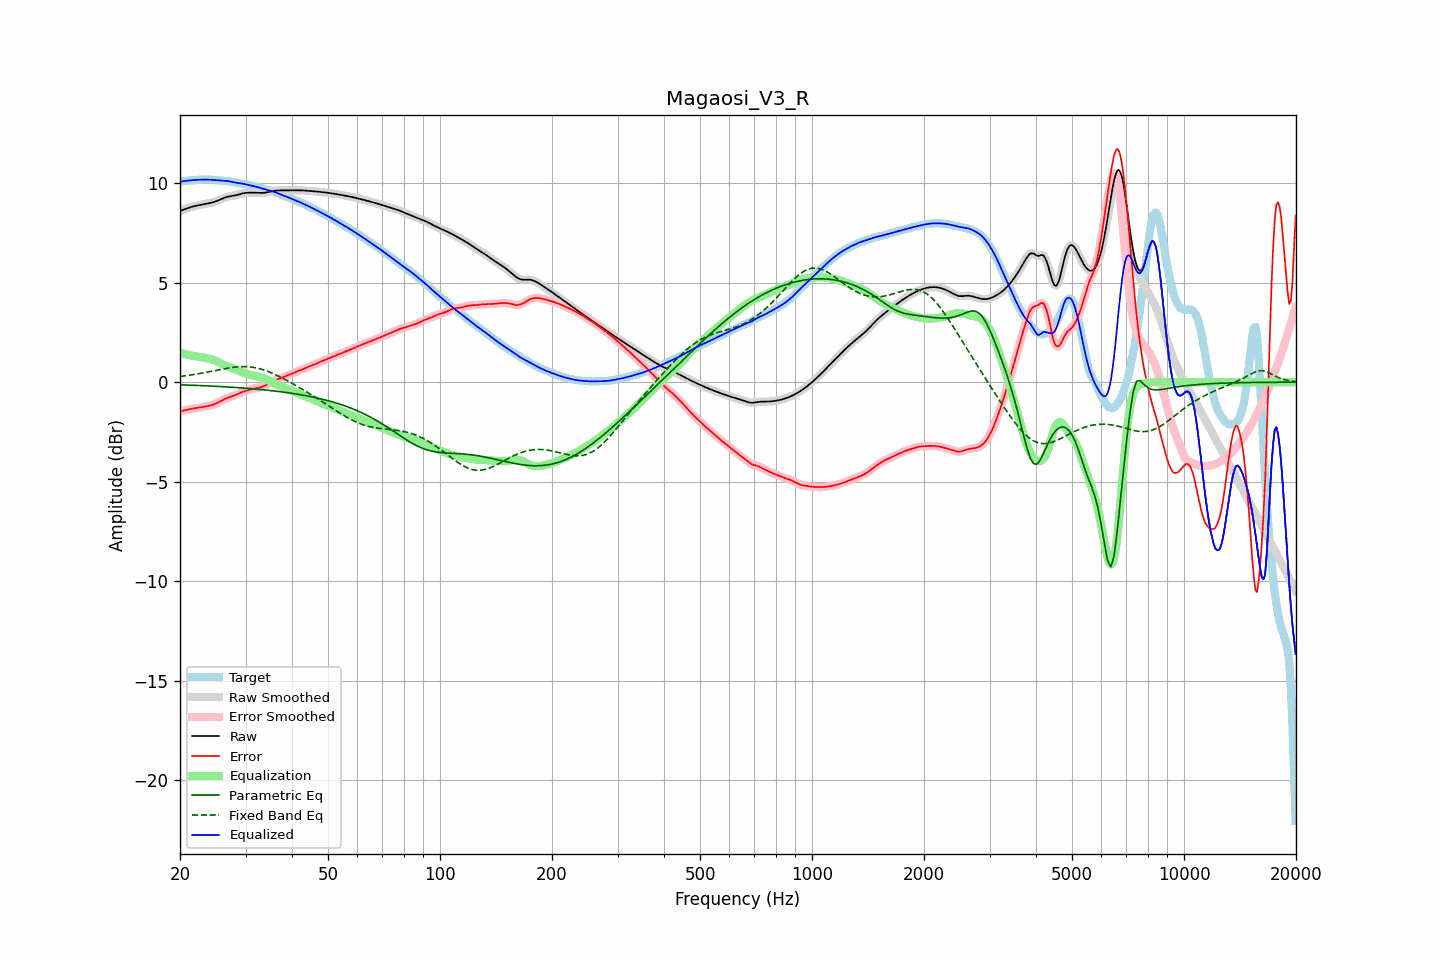 Magaosi_V3_R
Amplitude (dBr)
10
5
0
−5
−10
−15
−20
Target
Raw Smoothed
Error Smoothed
Raw
Error
Equalization
Parametric Eq
Fixed Band Eq
Equalized
20 50 100 200 500 1000 2000 5000 10000 20000
Frequency (Hz)